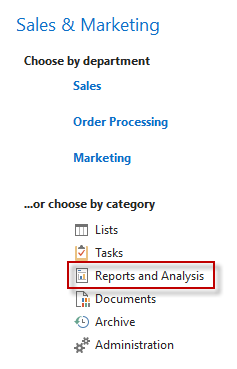 Sales & Marketing
Choose by department
Sales
Order Processing
Marketing
...or choose by category
Lists
Tasks
Reports and Analysis
Documents
Archive
Administration